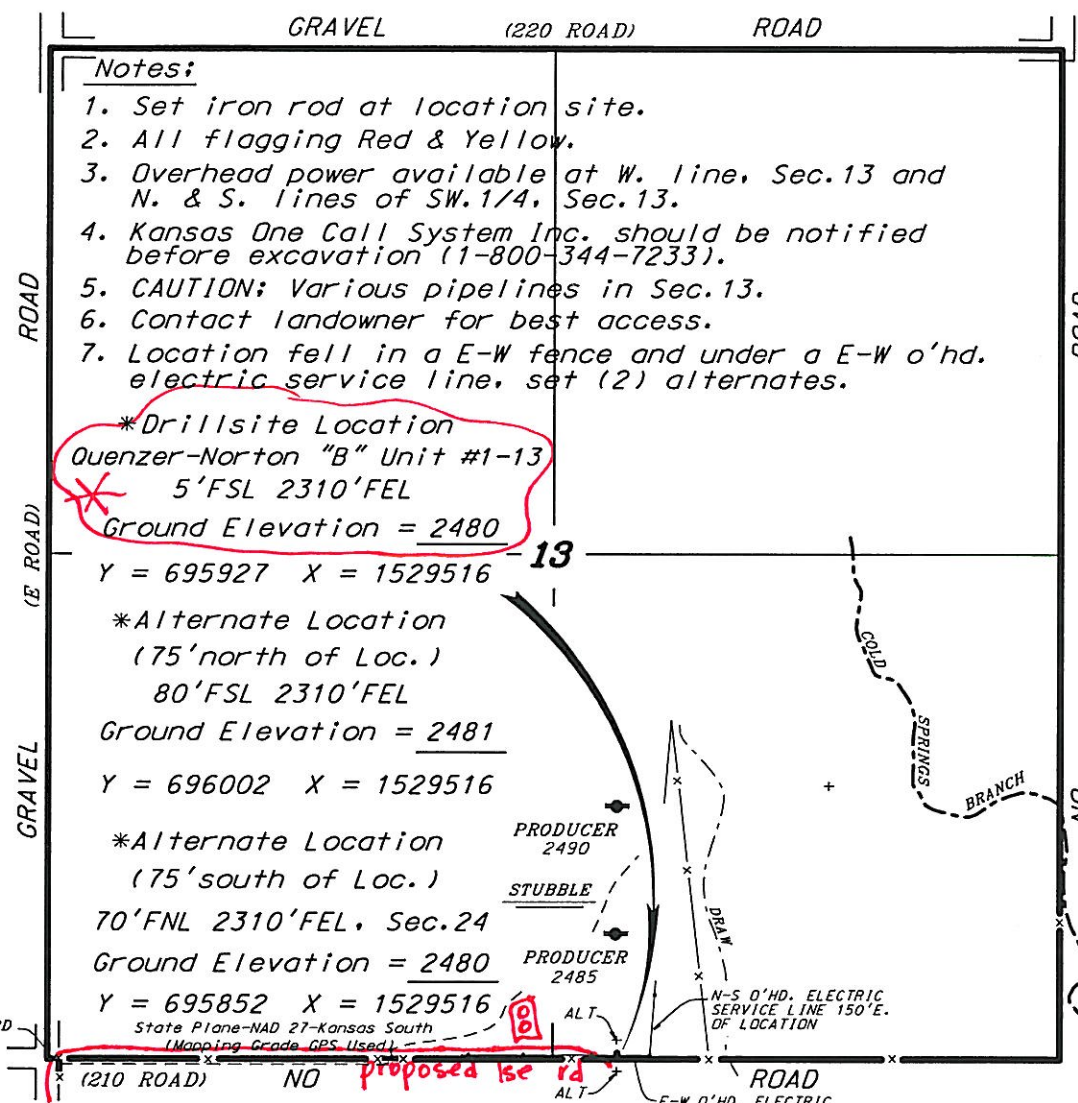 GRAVEL (220 ROAD) ROAD
Notes:
1. Set iron rod at location site.
2. All flagging Red & Yellow.
3. Overhead power available at W. line, Sec.13 and
N. & S. lines of SW.1/4, Sec.13.
4. Kansas One Call System Inc. should be notified
before excavation (1-800-344-7233).
5. CAUTION: Various pipelines in Sec.13.
6. Contact landowner for best access.
7. Location fell in a E-W fence and under a E-W o'hd.
electric service line, set (2) alternates.
ROAD
(E ROAD)
GRAVEL
*Drillsite Location
Quenzer-Norton "B" Unit #1-13
5'FSL 2310'FEL
Ground Elevation = 2480
Y = 695927 X = 1529516
13
*Alternate Location
(75'north of Loc.)
80'FSL 2310'FEL
Ground Elevation = 2481
Y = 696002 X = 1529516
*Alternate Location
(75'south of Loc.)
70'FNL 2310'FEL, Sec.24
Ground Elevation = 2480
Y = 695852 X = 1529516
State Plane-NAD 27-Kansas South
(Mapping Grade GPS Used)
COLD
SPRINGS
BRANCH
PRODUCER
2490
STUBBLE
PRODUCER
2485
DRAW
N-S O'HD. ELECTRIC
SERVICE LINE 150'E.
OF LOCATION
ALT
ROAD
NO
(210 ROAD) NO proposed lse rd ROAD
ALT
E-W O'HD. ELECTRIC